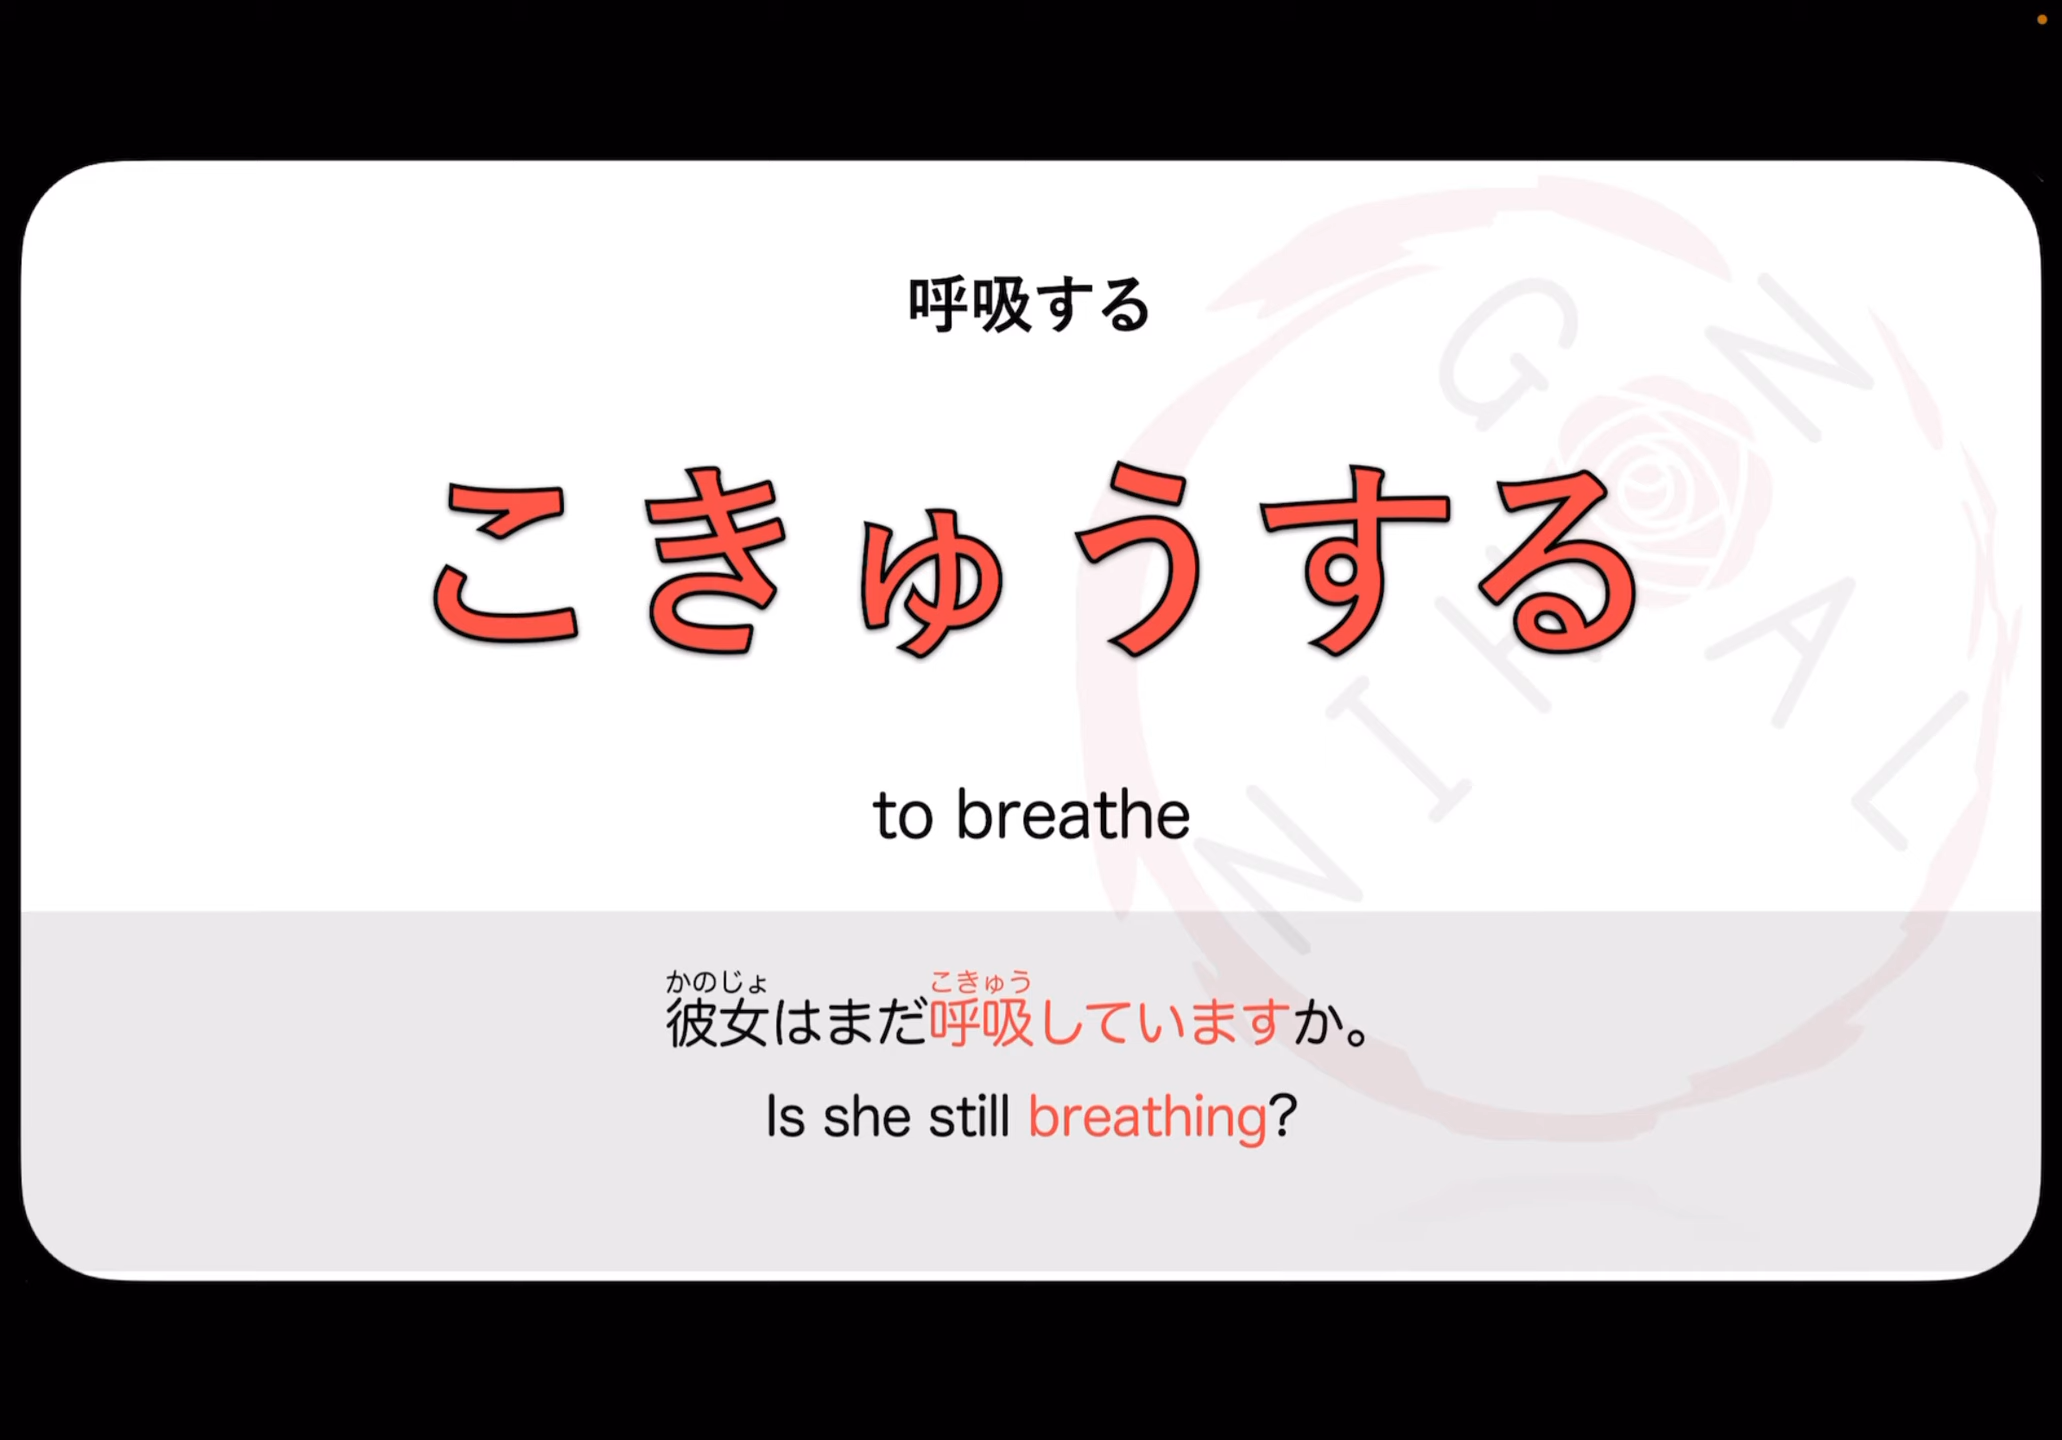 呼吸する
こきゅうする
to breathe
かのじょ こきゅう
彼女はまだ呼吸していますか。
Is she still breathing?
NIHONGAL